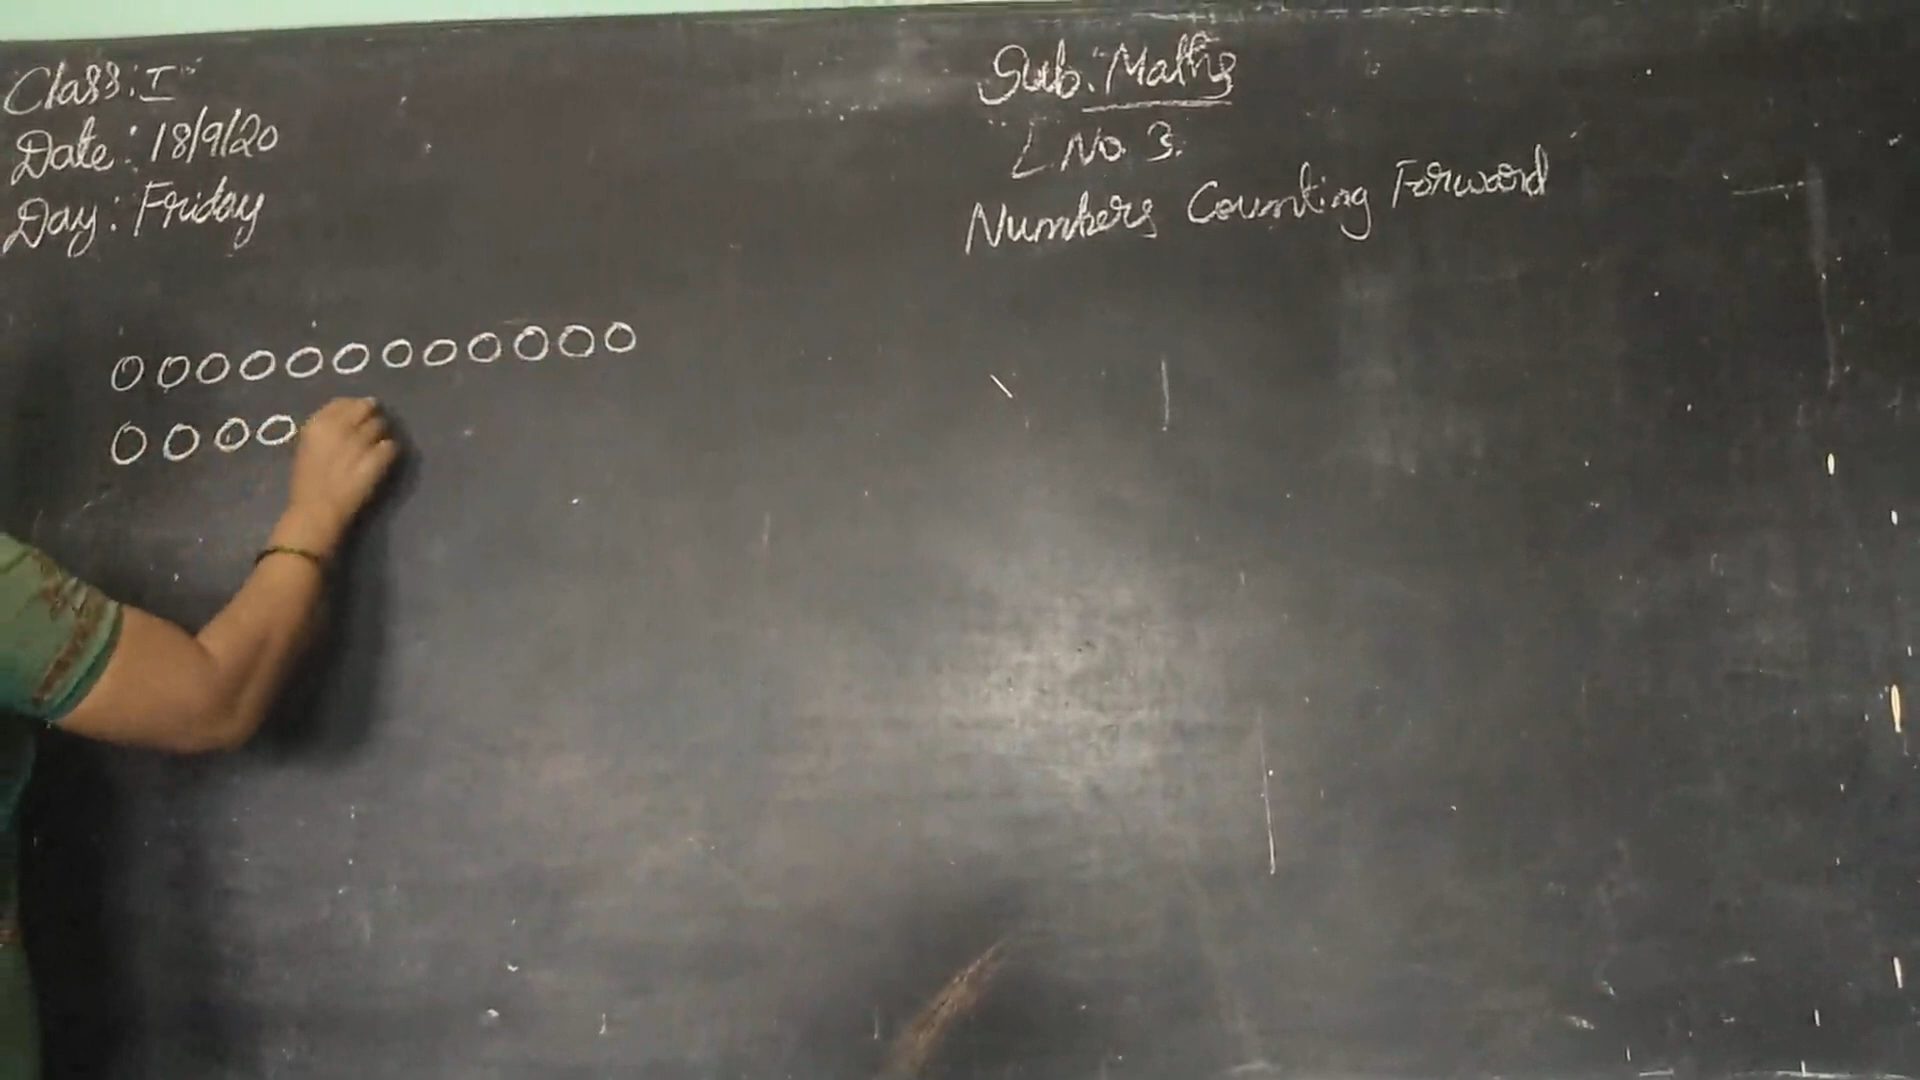 Class: I
Date: 18/9/20
Day: Friday
Sub: Maths
L No. 3.
Numbers Counting Forward